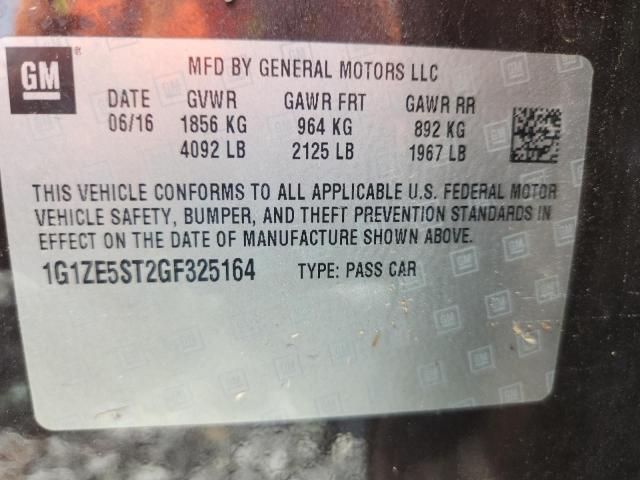 GM
MFD BY GENERAL MOTORS LLC
DATE GVWR GAWR FRT GAWR RR
06/16 1856 KG 964 KG 892 KG
4092 LB 2125 LB 1967 LB
THIS VEHICLE CONFORMS TO ALL APPLICABLE U.S. FEDERAL MOTOR
VEHICLE SAFETY, BUMPER, AND THEFT PREVENTION STANDARDS IN
EFFECT ON THE DATE OF MANUFACTURE SHOWN ABOVE.
1G1ZE5ST2GF325164 TYPE: PASS CAR